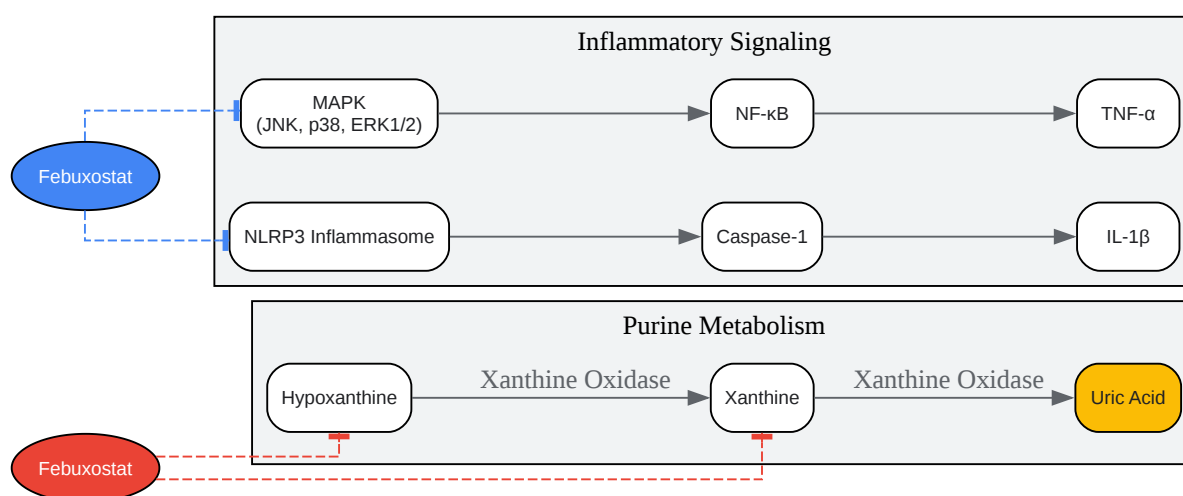 Inflammatory Signaling
MAPK
(JNK, p38, ERK1/2)
NF-κB
TNF-α
Febuxostat
NLRP3 Inflammasome
Caspase-1
IL-1β
Purine Metabolism
Hypoxanthine
Xanthine Oxidase
Xanthine
Xanthine Oxidase
Uric Acid
Febuxostat